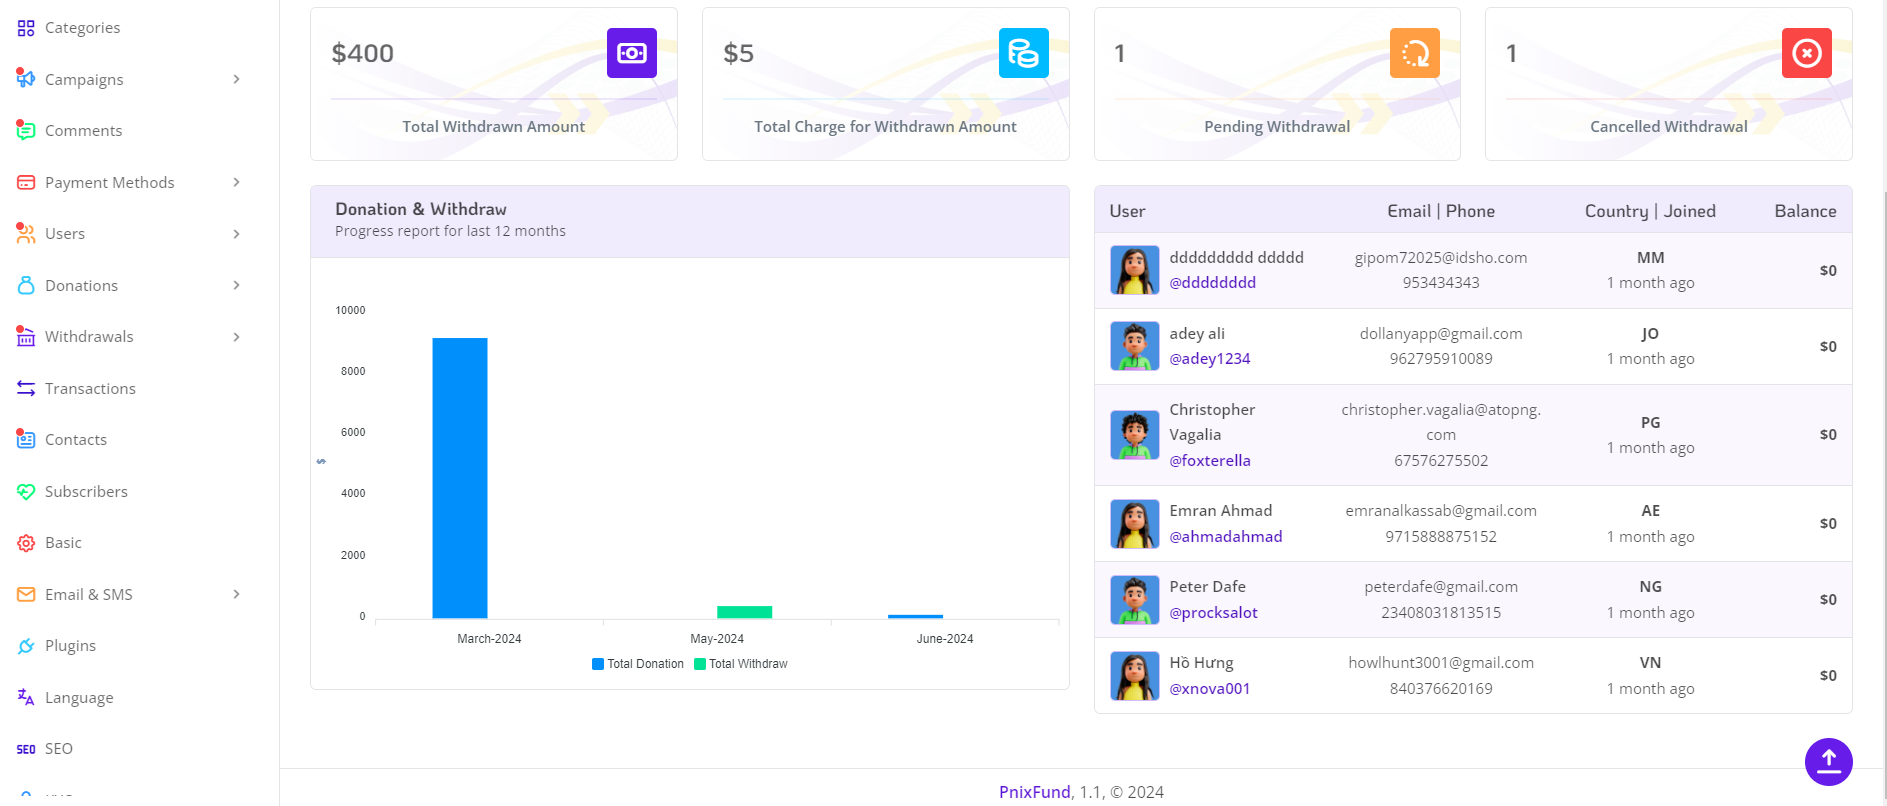 Categories
Campaigns
Comments
Payment Methods
Users
Donations
Withdrawals
Transactions
Contacts
Subscribers
Basic
Email & SMS
Plugins
Language
SEO SEO
$400
Total Withdrawn Amount
$5
Total Charge for Withdrawn Amount
1
Pending Withdrawal
1
Cancelled Withdrawal
Donation & Withdraw
Progress report for last 12 months
10000
8000
6000
4000
2000
0
$
March-2024 May-2024 June-2024
Total Donation Total Withdraw
User Email | Phone Country | Joined Balance
ddddddddd ddddd gipom72025@idsho.com MM $0
@dddddddd 953434343 1 month ago
adey ali dollanyapp@gmail.com JO $0
@adey1234 962795910089 1 month ago
Christopher christopher.vagalia@atopng. PG $0
Vagalia com 1 month ago
@foxterella 67576275502
Emran Ahmad emranalkassab@gmail.com AE $0
@ahmadahmad 9715888875152 1 month ago
Peter Dafe peterdafe@gmail.com NG $0
@procksalot 23408031813515 1 month ago
Hồ Hưng howlhunt3001@gmail.com VN $0
@xnova001 840376620169 1 month ago
PnixFund, 1.1, © 2024